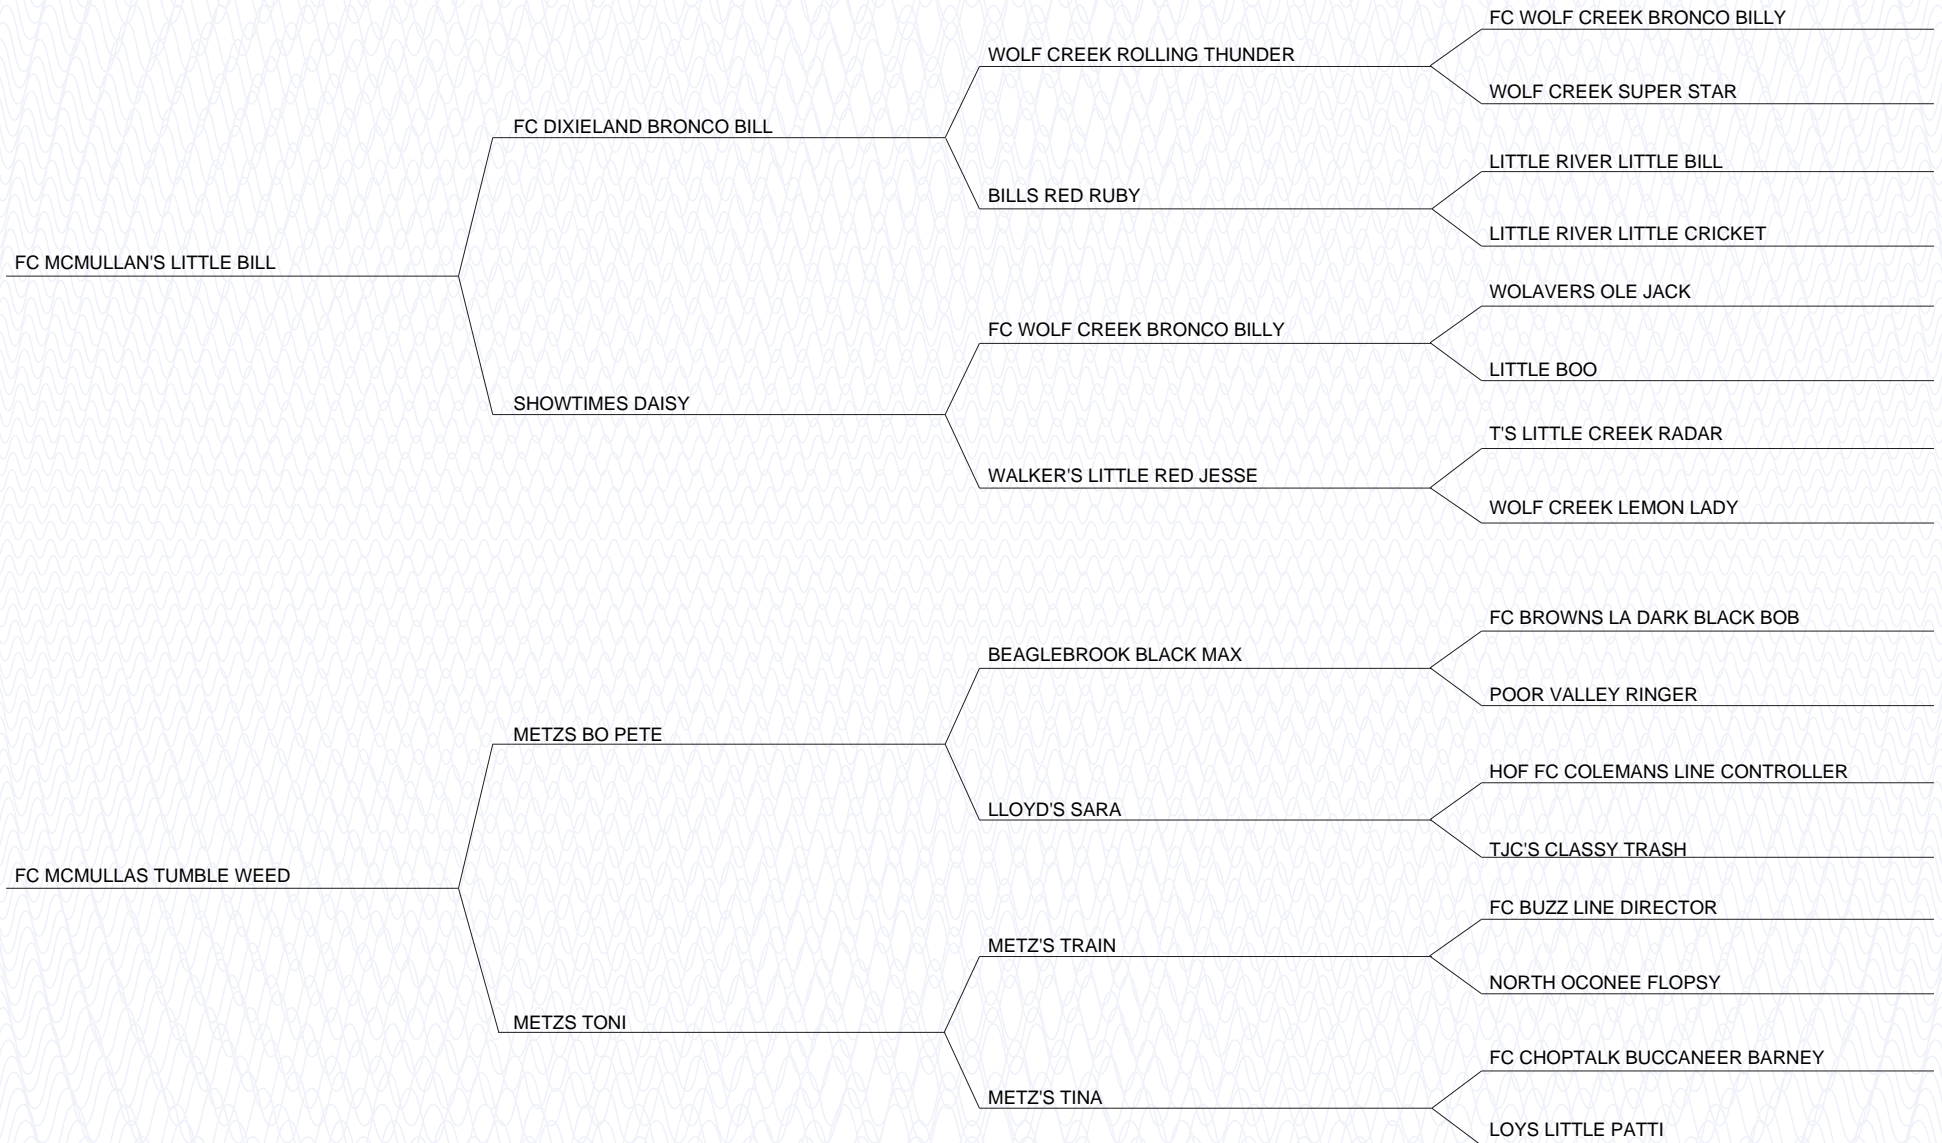 FC MCMULLAN'S LITTLE BILL
FC DIXIELAND BRONCO BILL
WOLF CREEK ROLLING THUNDER
FC WOLF CREEK BRONCO BILLY
WOLF CREEK SUPER STAR
BILLS RED RUBY
LITTLE RIVER LITTLE BILL
LITTLE RIVER LITTLE CRICKET
SHOWTIMES DAISY
FC WOLF CREEK BRONCO BILLY
WOLAVERS OLE JACK
LITTLE BOO
WALKER'S LITTLE RED JESSE
T'S LITTLE CREEK RADAR
WOLF CREEK LEMON LADY
FC MCMULLAS TUMBLE WEED
METZS BO PETE
BEAGLEBROOK BLACK MAX
FC BROWNS LA DARK BLACK BOB
POOR VALLEY RINGER
LLOYD'S SARA
HOF FC COLEMANS LINE CONTROLLER
TJC'S CLASSY TRASH
METZS TONI
METZ'S TRAIN
FC BUZZ LINE DIRECTOR
NORTH OCONEE FLOPSY
METZ'S TINA
FC CHOPTALK BUCCANEER BARNEY
LOYS LITTLE PATTI